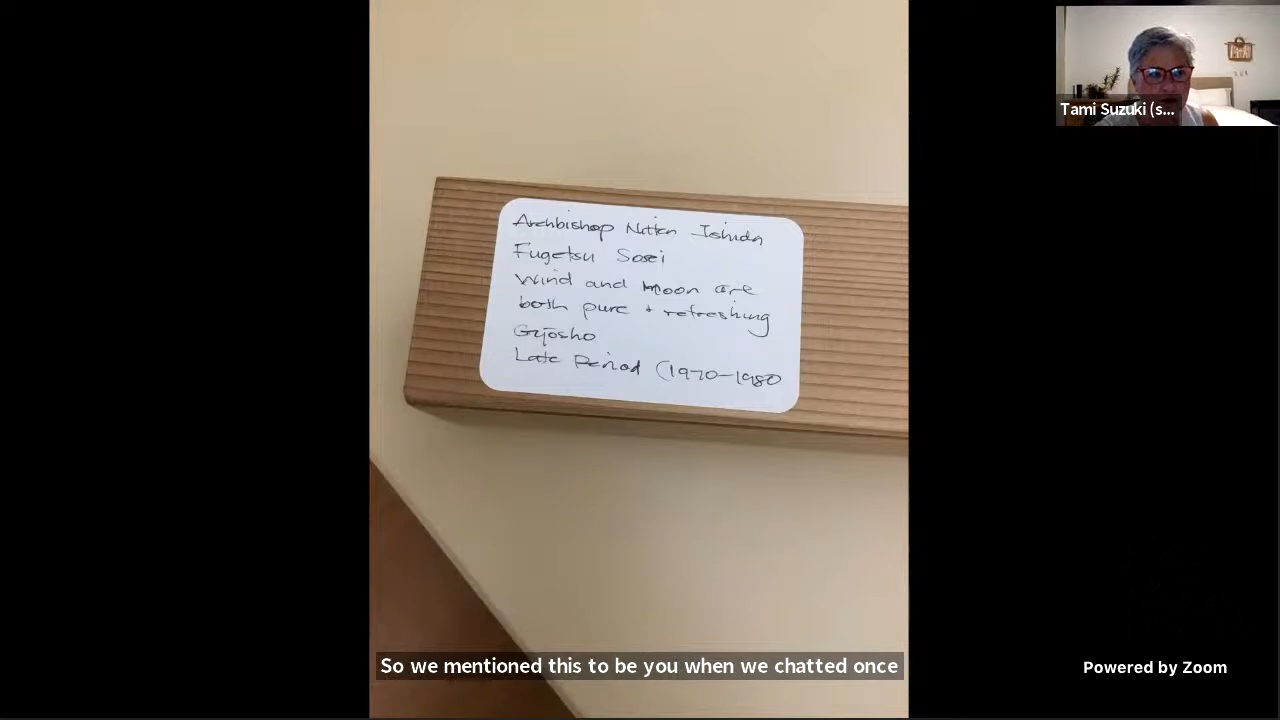 Archbishop Nitten Ishida
Fugetsu Sosei
Wind and Moon are
both pure + refreshing
Gyōsho
Late Period (1970-1980
Tami Suzuki (s...
So we mentioned this to be you when we chatted once
Powered by Zoom